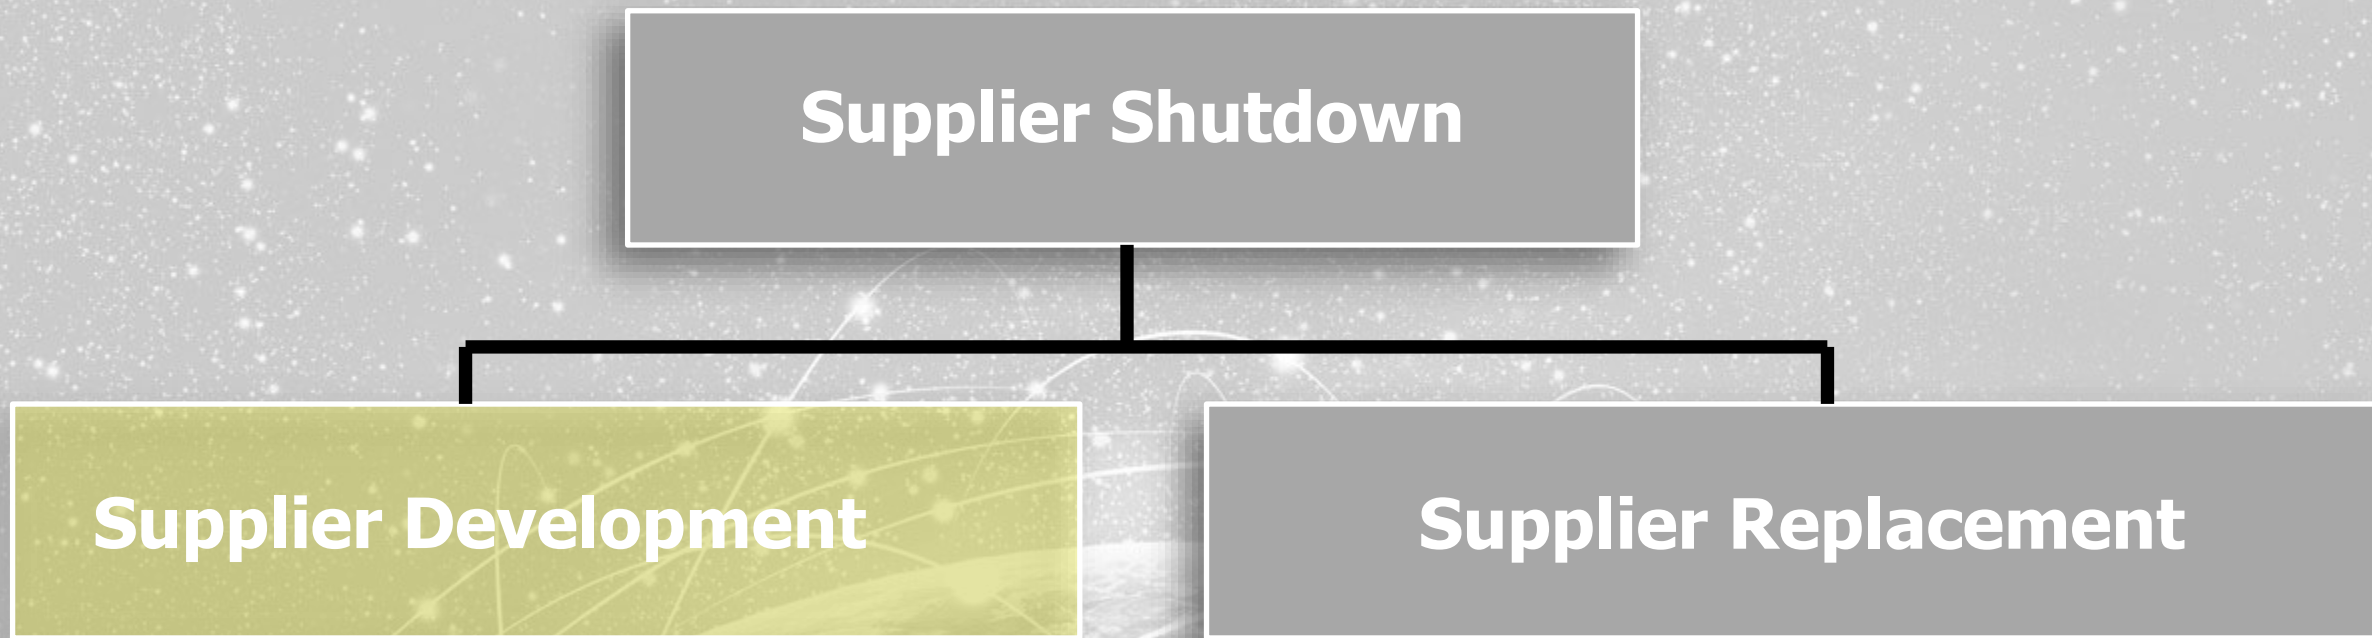 Supplier Shutdown
Supplier Development
Supplier Replacement